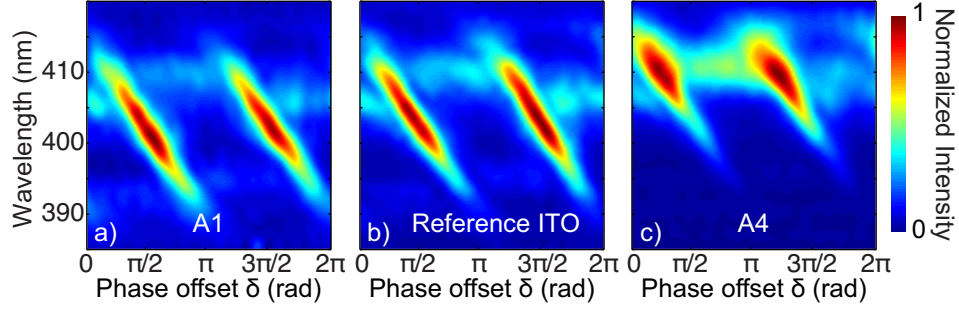 Wavelength (nm)
410
400
390
a)
A1
b)
Reference ITO
c)
A4
0
π/2
π
3π/2
2π
0
π/2
π
3π/2
2π
0
π/2
π
3π/2
2π
Phase offset δ (rad)
Phase offset δ (rad)
Phase offset δ (rad)
1
0
Normalized Intensity